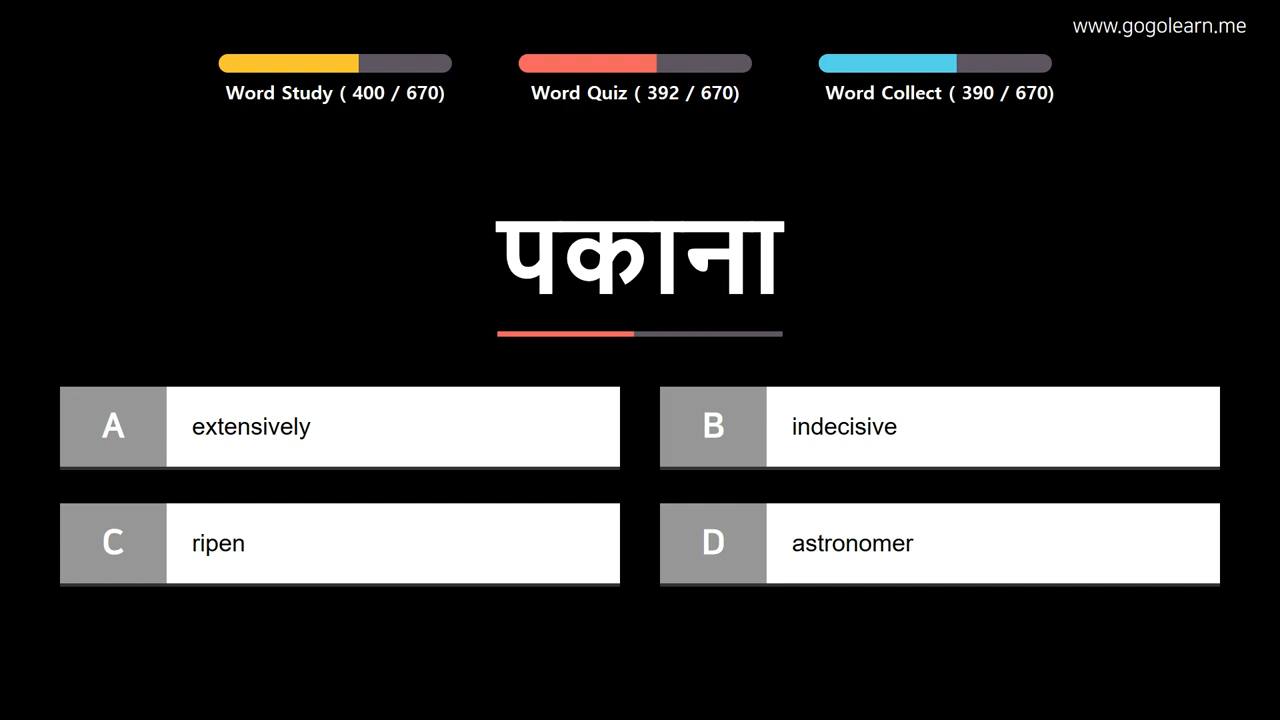 www.gogolearn.me
Word Study ( 400 / 670)
Word Quiz ( 392 / 670)
Word Collect ( 390 / 670)
पकाना
A extensively
B indecisive
C ripen
D astronomer